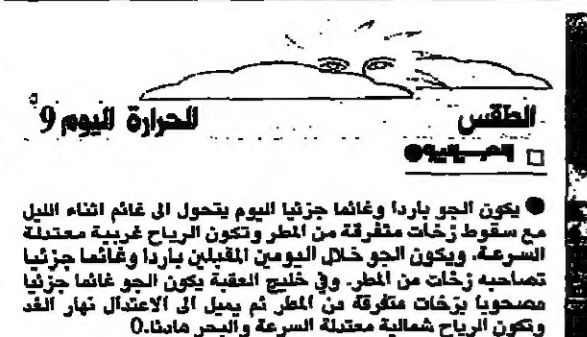 الطقس
الحرارة اليوم 9°
□
● يكون الجو باردا وغائما جزئيا اليوم يتحول الى غائم اثناء الليل
مع سقوط زخات متفرقة من المطر وتكون الرياح غربية معتدلة
السرعة. ويكون الجو خلال اليومين المقبلين باردا وغائما جزئيا
تصاحبه زخات من المطر. وفي خليج العقبة يكون الجو غائما جزئيا
مصحوبا بزخات متفرقة من المطر ثم يميل الى الاعتدال نهار الغد
وتكون الرياح شمالية معتدلة السرعة والبحر هادئا.0